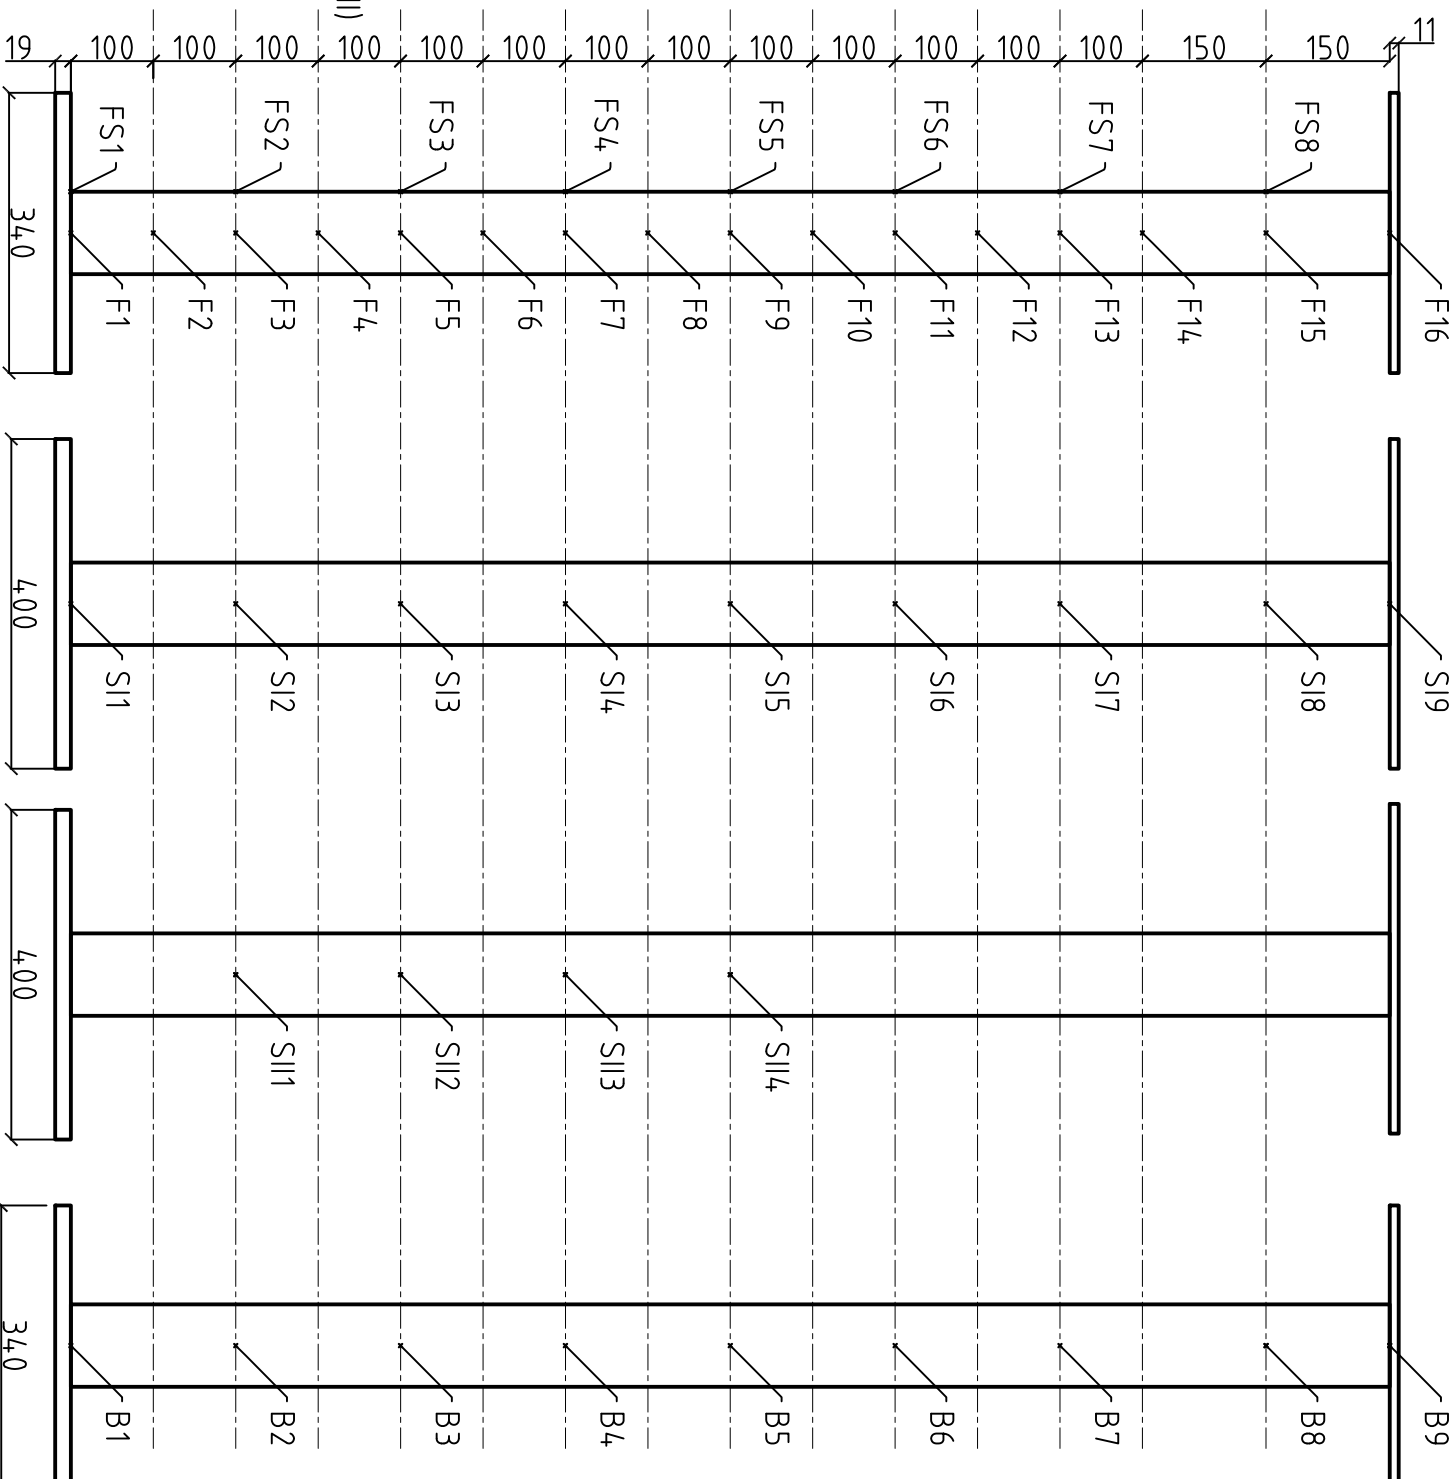 II)
19 100 100 100 100 100 100 100 100 100 100 100 100 100 150 150 11
FS1 FS2 FS3 FS4 FS5 FS6 FS7 FS8
340
F1 F2 F3 F4 F5 F6 F7 F8 F9 F10 F11 F12 F13 F14 F15 F16
400
SI1 SI2 SI3 SI4 SI5 SI6 SI7 SI8 SI9
400
SII1 SII2 SII3 SII4
340
B1 B2 B3 B4 B5 B6 B7 B8 B9